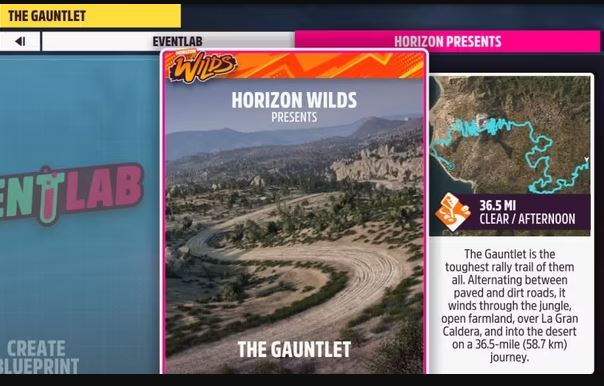 THE GAUNTLET
EVENTLAB
HORIZON PRESENTS
HORIZON
WILDS
HORIZON WILDS
PRESENTS
THE GAUNTLET
ENTLAB
CREATE
BLUEPRINT
36.5 MI
CLEAR / AFTERNOON
The Gauntlet is the
toughest rally trail of them
all. Alternating between
paved and dirt roads, it
winds through the jungle,
open farmland, over La Gran
Caldera, and into the desert
on a 36.5-mile (58.7 km)
journey.